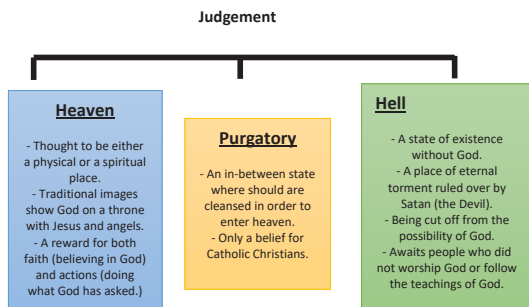 Judgement
Heaven
- Thought to be either
a physical or a spiritual
place.
- Traditional images
show God on a throne
with Jesus and angels.
- A reward for both
faith (believing in God)
and actions (doing
what God has asked.)
Purgatory
- An in-between state
where should are
cleansed in order to
enter heaven.
- Only a belief for
Catholic Christians.
Hell
- A state of existence
without God.
- A place of eternal
torment ruled over by
Satan (the Devil).
- Being cut off from the
possibility of God.
- Awaits people who did
not worship God or follow
the teachings of God.